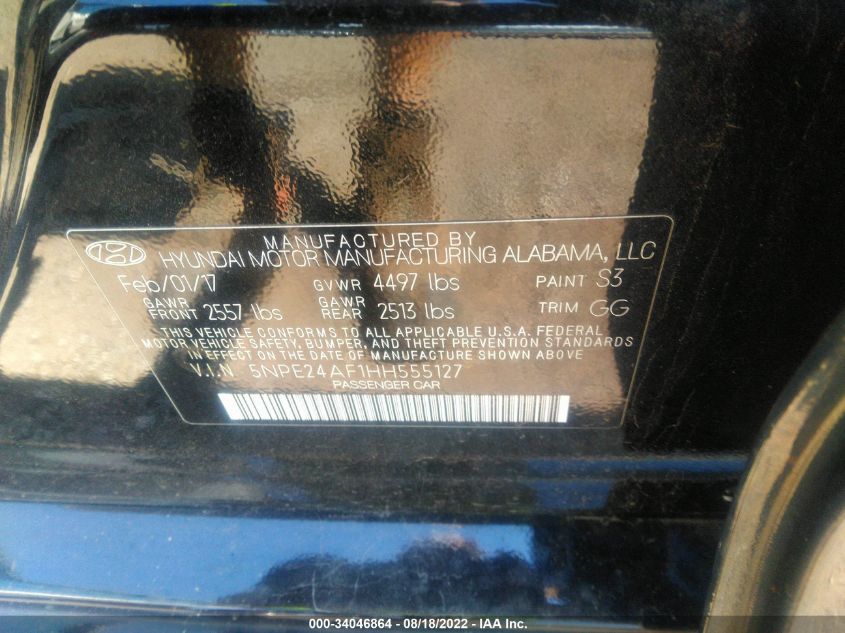 MANUFACTURED BY
HYUNDAI MOTOR MANUFACTURING ALABAMA, LLC
Feb/01/17 GVWR 4497 lbs PAINT S3
GAWR FRONT 2557 lbs GAWR REAR 2513 lbs TRIM GG
THIS VEHICLE CONFORMS TO ALL APPLICABLE U.S.A. FEDERAL
MOTOR VEHICLE SAFETY, BUMPER, AND THEFT PREVENTION STANDARDS
IN EFFECT ON THE DATE OF MANUFACTURE SHOWN ABOVE
V.I.N. 5NPE24AF1HH555127
PASSENGER CAR
000-34046864 - 08/18/2022 - IAA Inc.